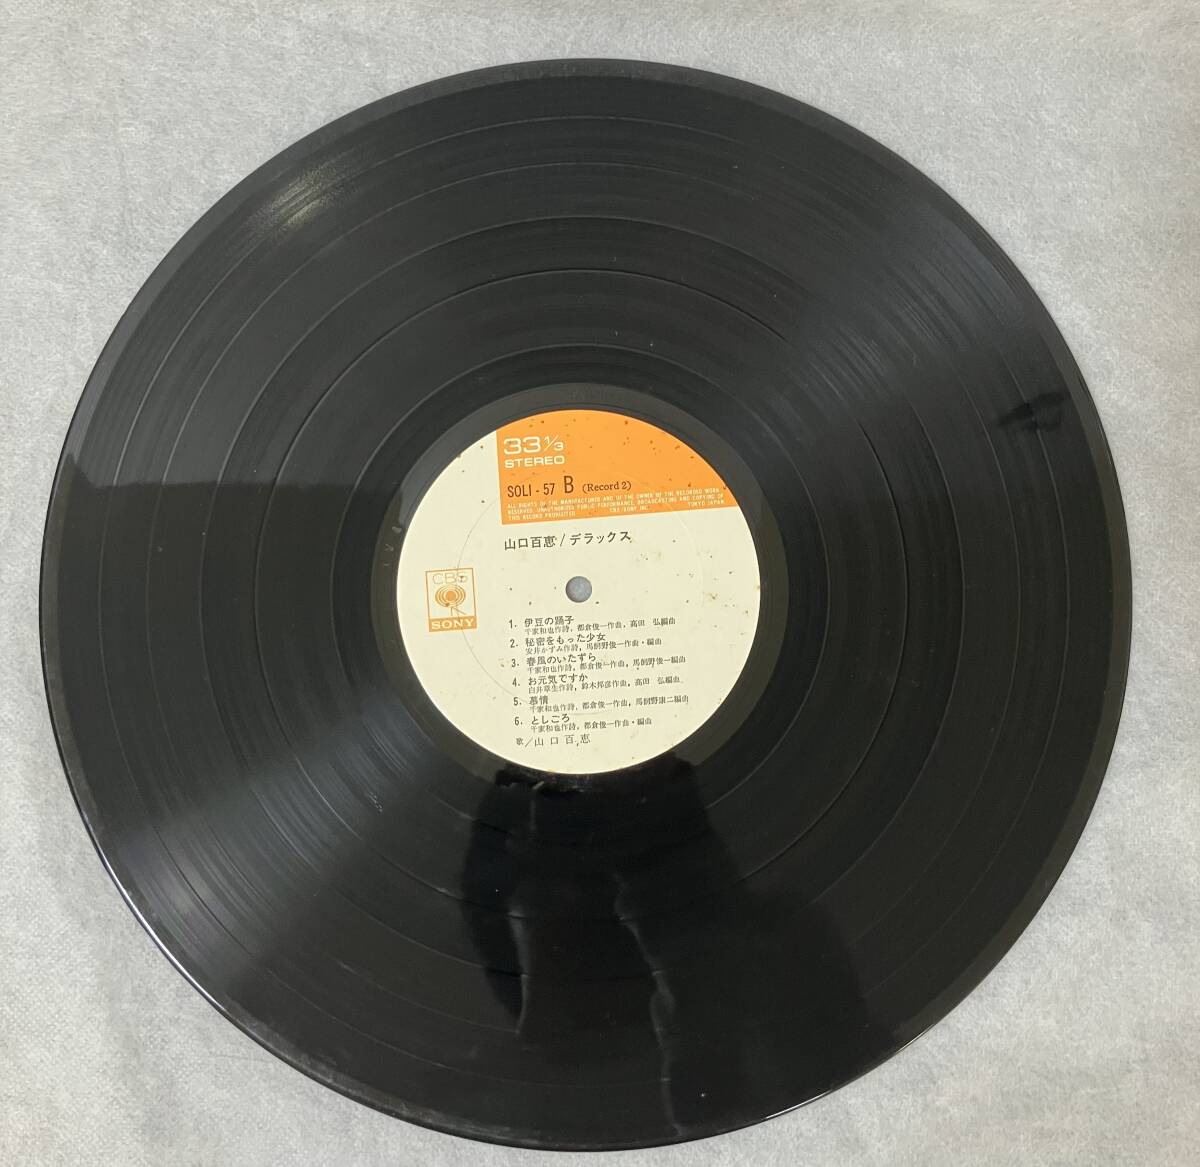 33 1/3
STEREO
SOLI-57 B (Record 2)
ALL RIGHTS OF THE MANUFACTURER AND OF THE OWNER OF THE RECORDED WORK
RESERVED. UNAUTHORIZED PUBLIC PERFORMANCE, BROADCASTING AND COPYING OF
THIS RECORD PROHIBITED CBS/SONY INC. TOKYO JAPAN
山口百恵/デラックス
CBS
SONY
1. 伊豆の踊子
千家和也作詩, 都倉俊一作曲, 高田 弘編曲
2. 秘密をもった少女
安井かずみ作詩, 馬飼野俊一作曲・編曲
3. 春風のいたずら
千家和也作詩, 都倉俊一作曲, 馬飼野俊一編曲
4. お元気ですか
白井章生作詩, 鈴木邦彦作曲, 高田 弘編曲
5. 慕情
千家和也作詩, 都倉俊一作曲, 馬飼野康二編曲
6. としごろ
千家和也作詩, 都倉俊一作曲・編曲
歌/山口百恵